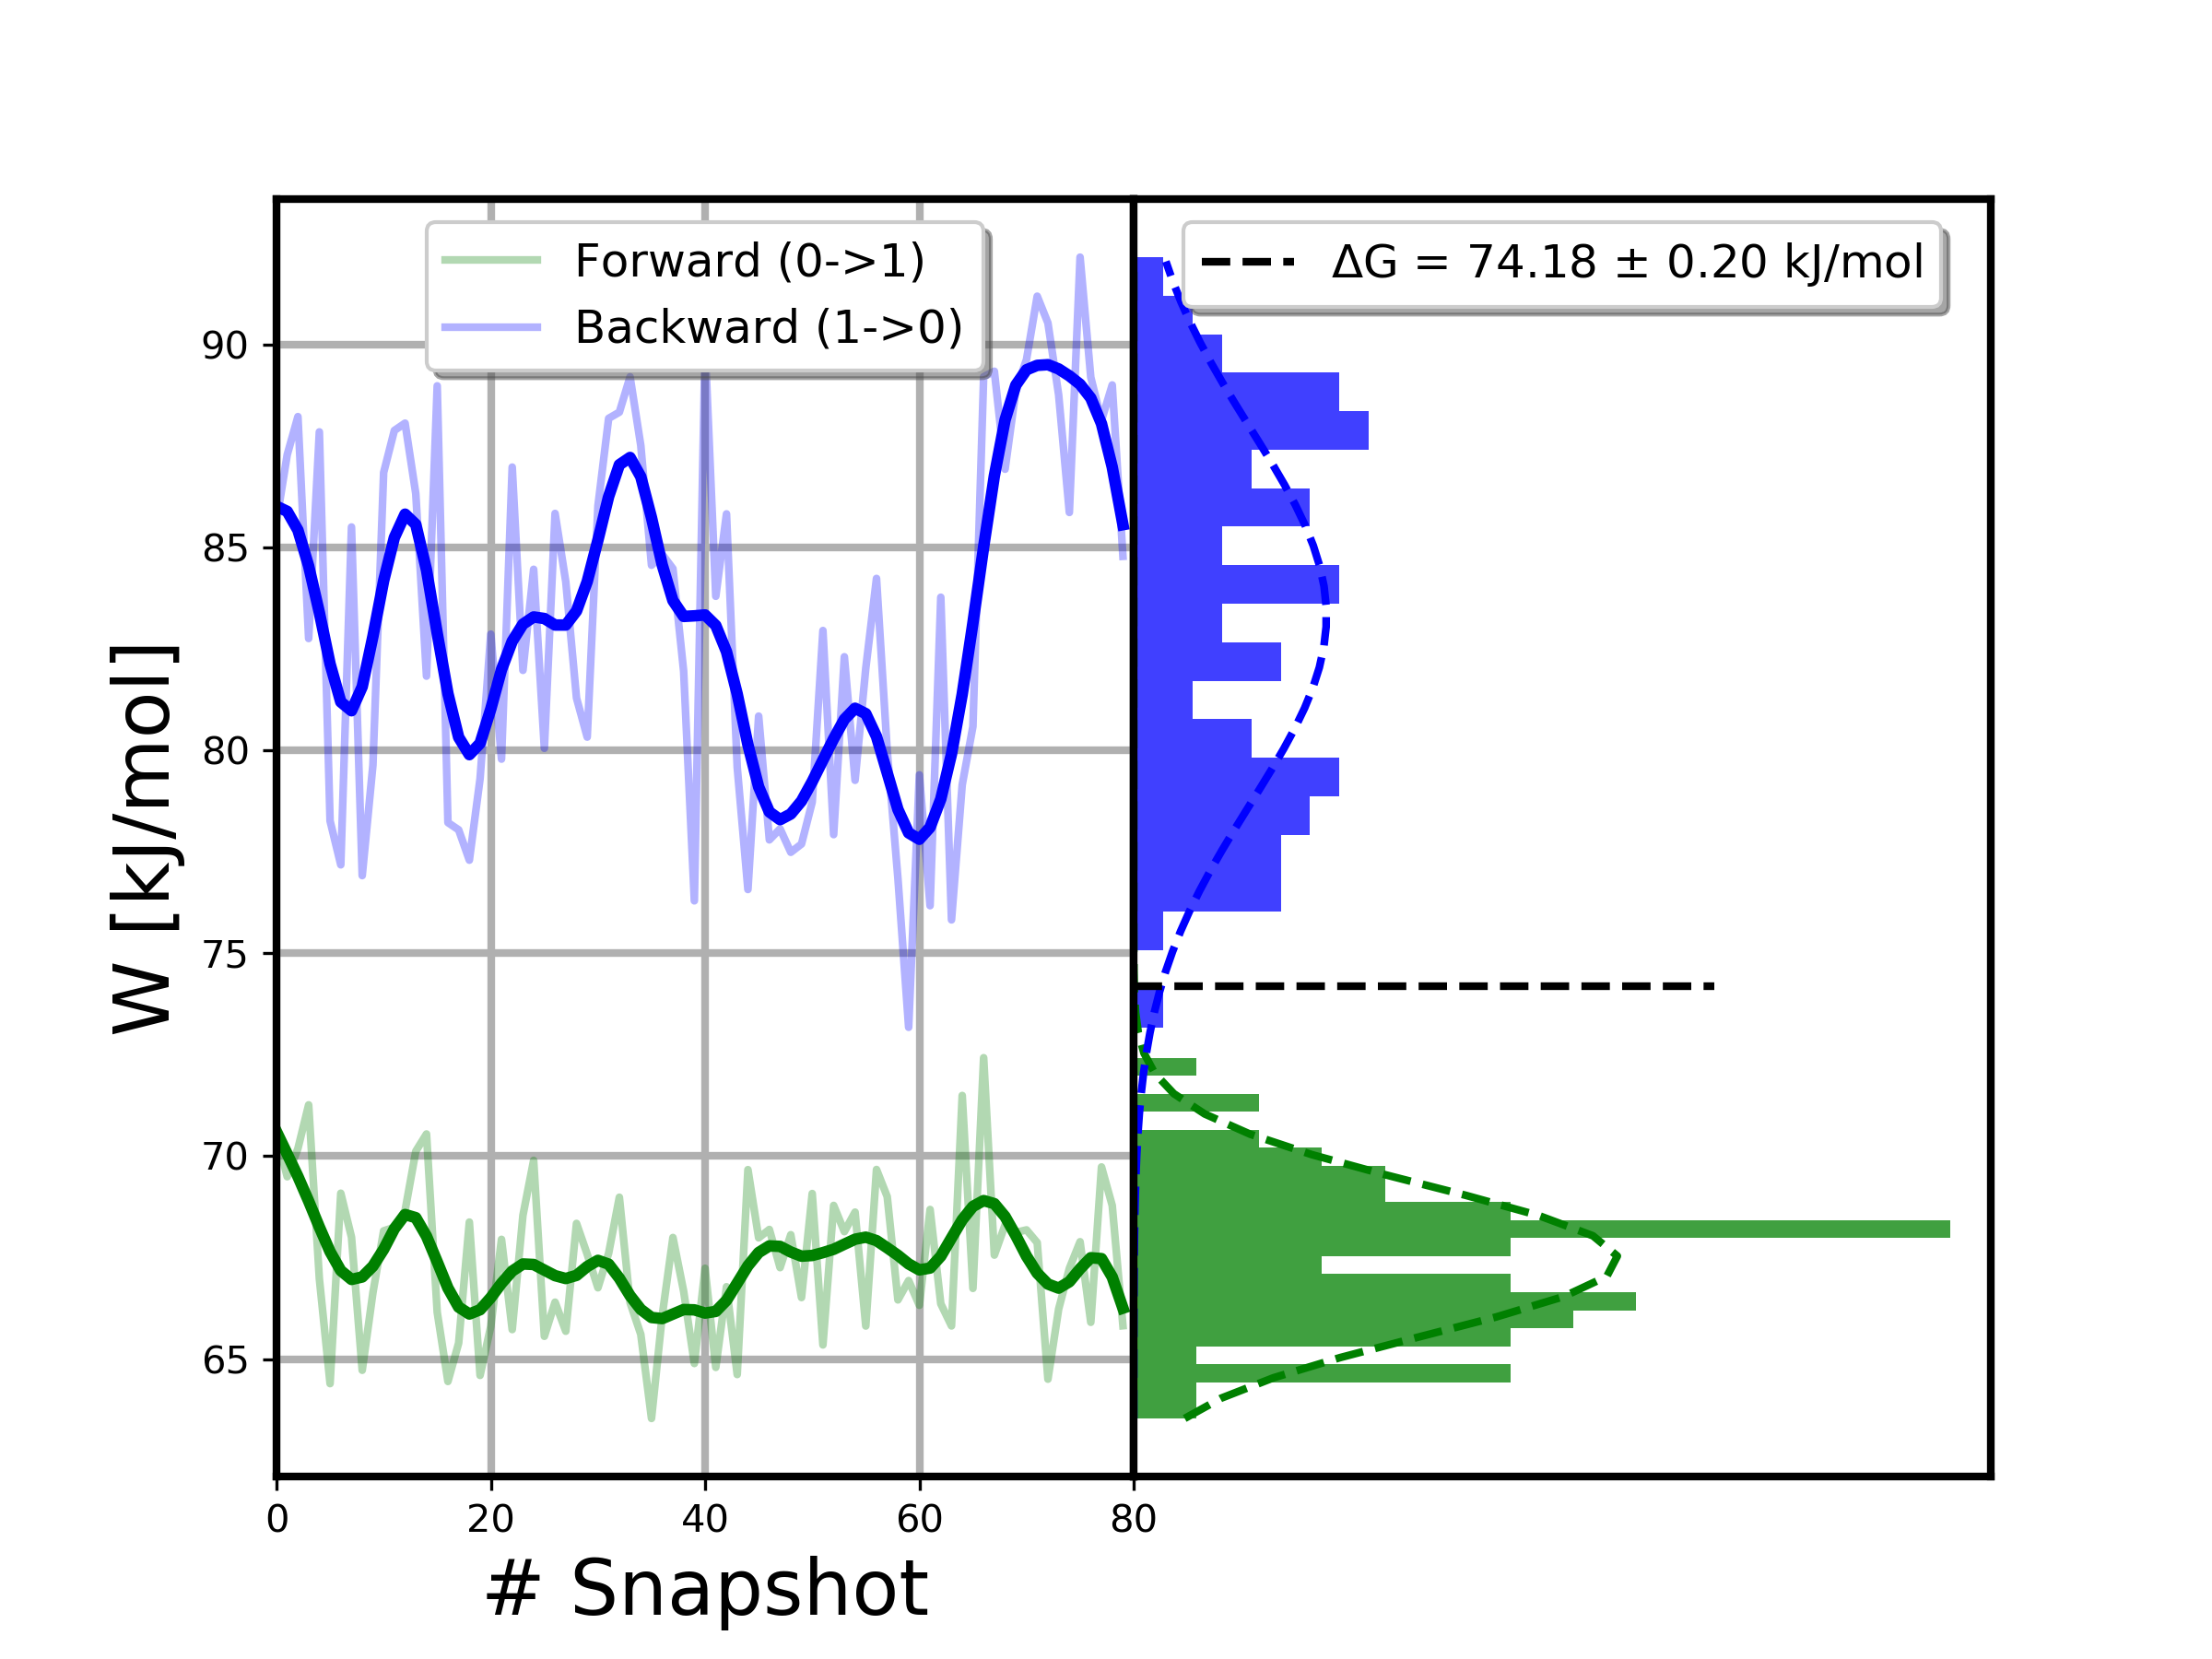 Forward (0->1)
Backward (1->0)
ΔG = 74.18 ± 0.20 kJ/mol
W [kJ/mol]
90
85
80
75
70
65
0
20
40
60
80
# Snapshot